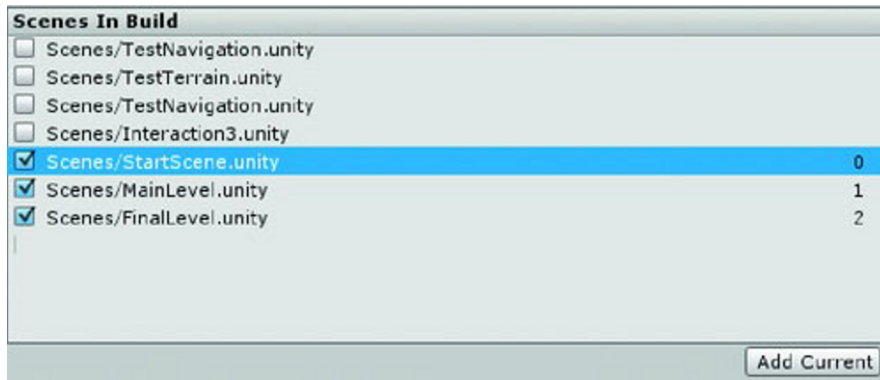 Scenes In Build
Scenes/TestNavigation.unity
Scenes/TestTerrain.unity
Scenes/TestNavigation.unity
Scenes/Interaction3.unity
Scenes/StartScene.unity 0
Scenes/MainLevel.unity 1
Scenes/FinalLevel.unity 2
Add Current